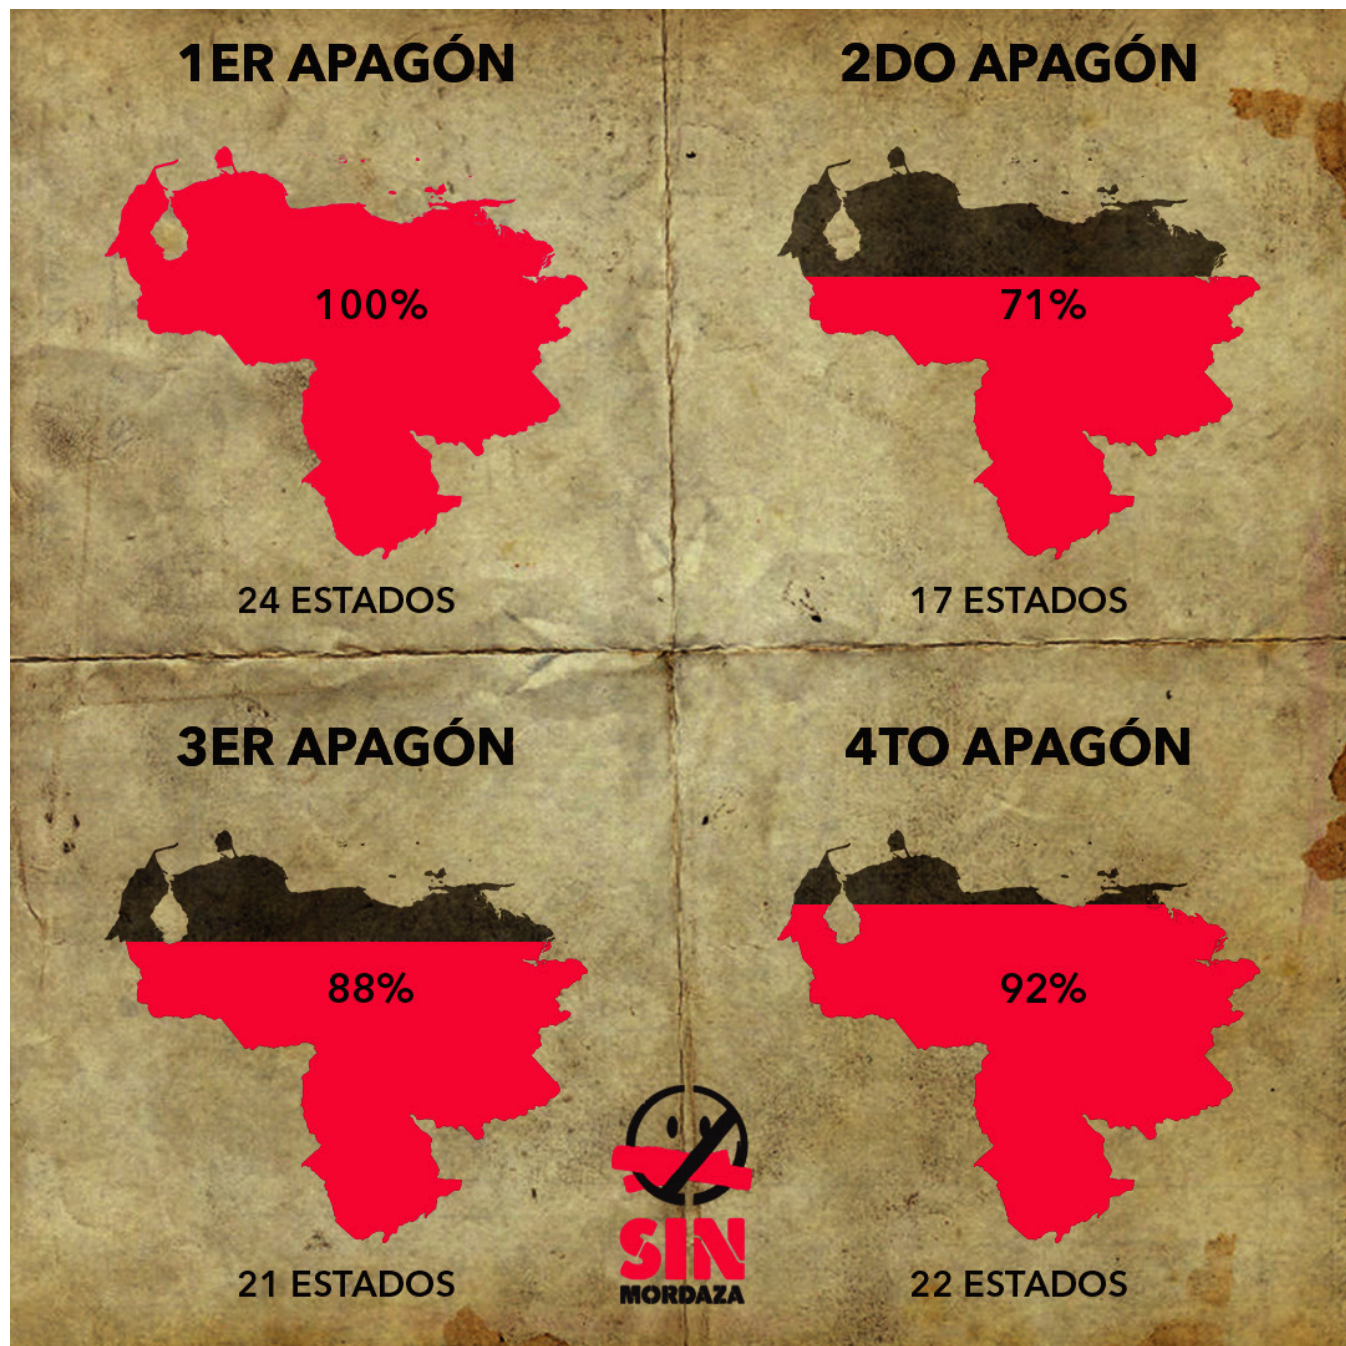 1ER APAGÓN
100%
24 ESTADOS
2DO APAGÓN
71%
17 ESTADOS
3ER APAGÓN
88%
21 ESTADOS
4TO APAGÓN
92%
22 ESTADOS
SIN
MORDAZA